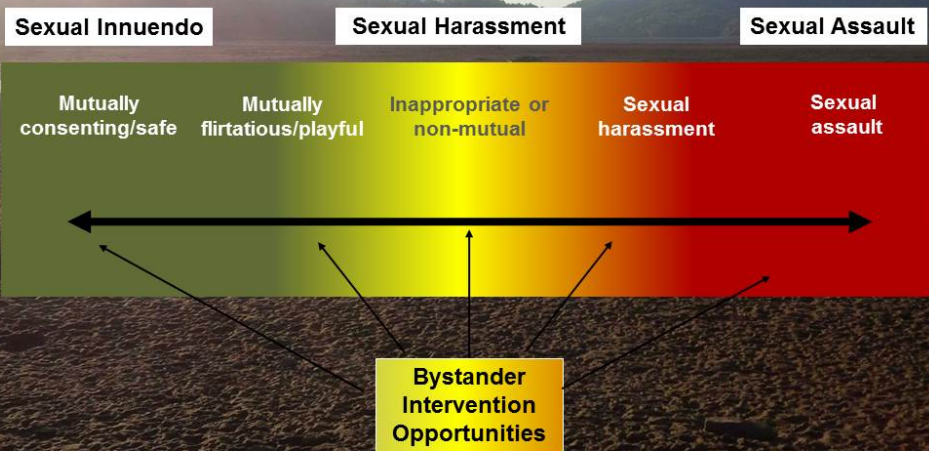 Sexual Innuendo
Sexual Harassment
Sexual Assault
Mutually
consenting/safe
Mutually
flirtatious/playful
Inappropriate or
non-mutual
Sexual
harassment
Sexual
assault
Bystander
Intervention
Opportunities